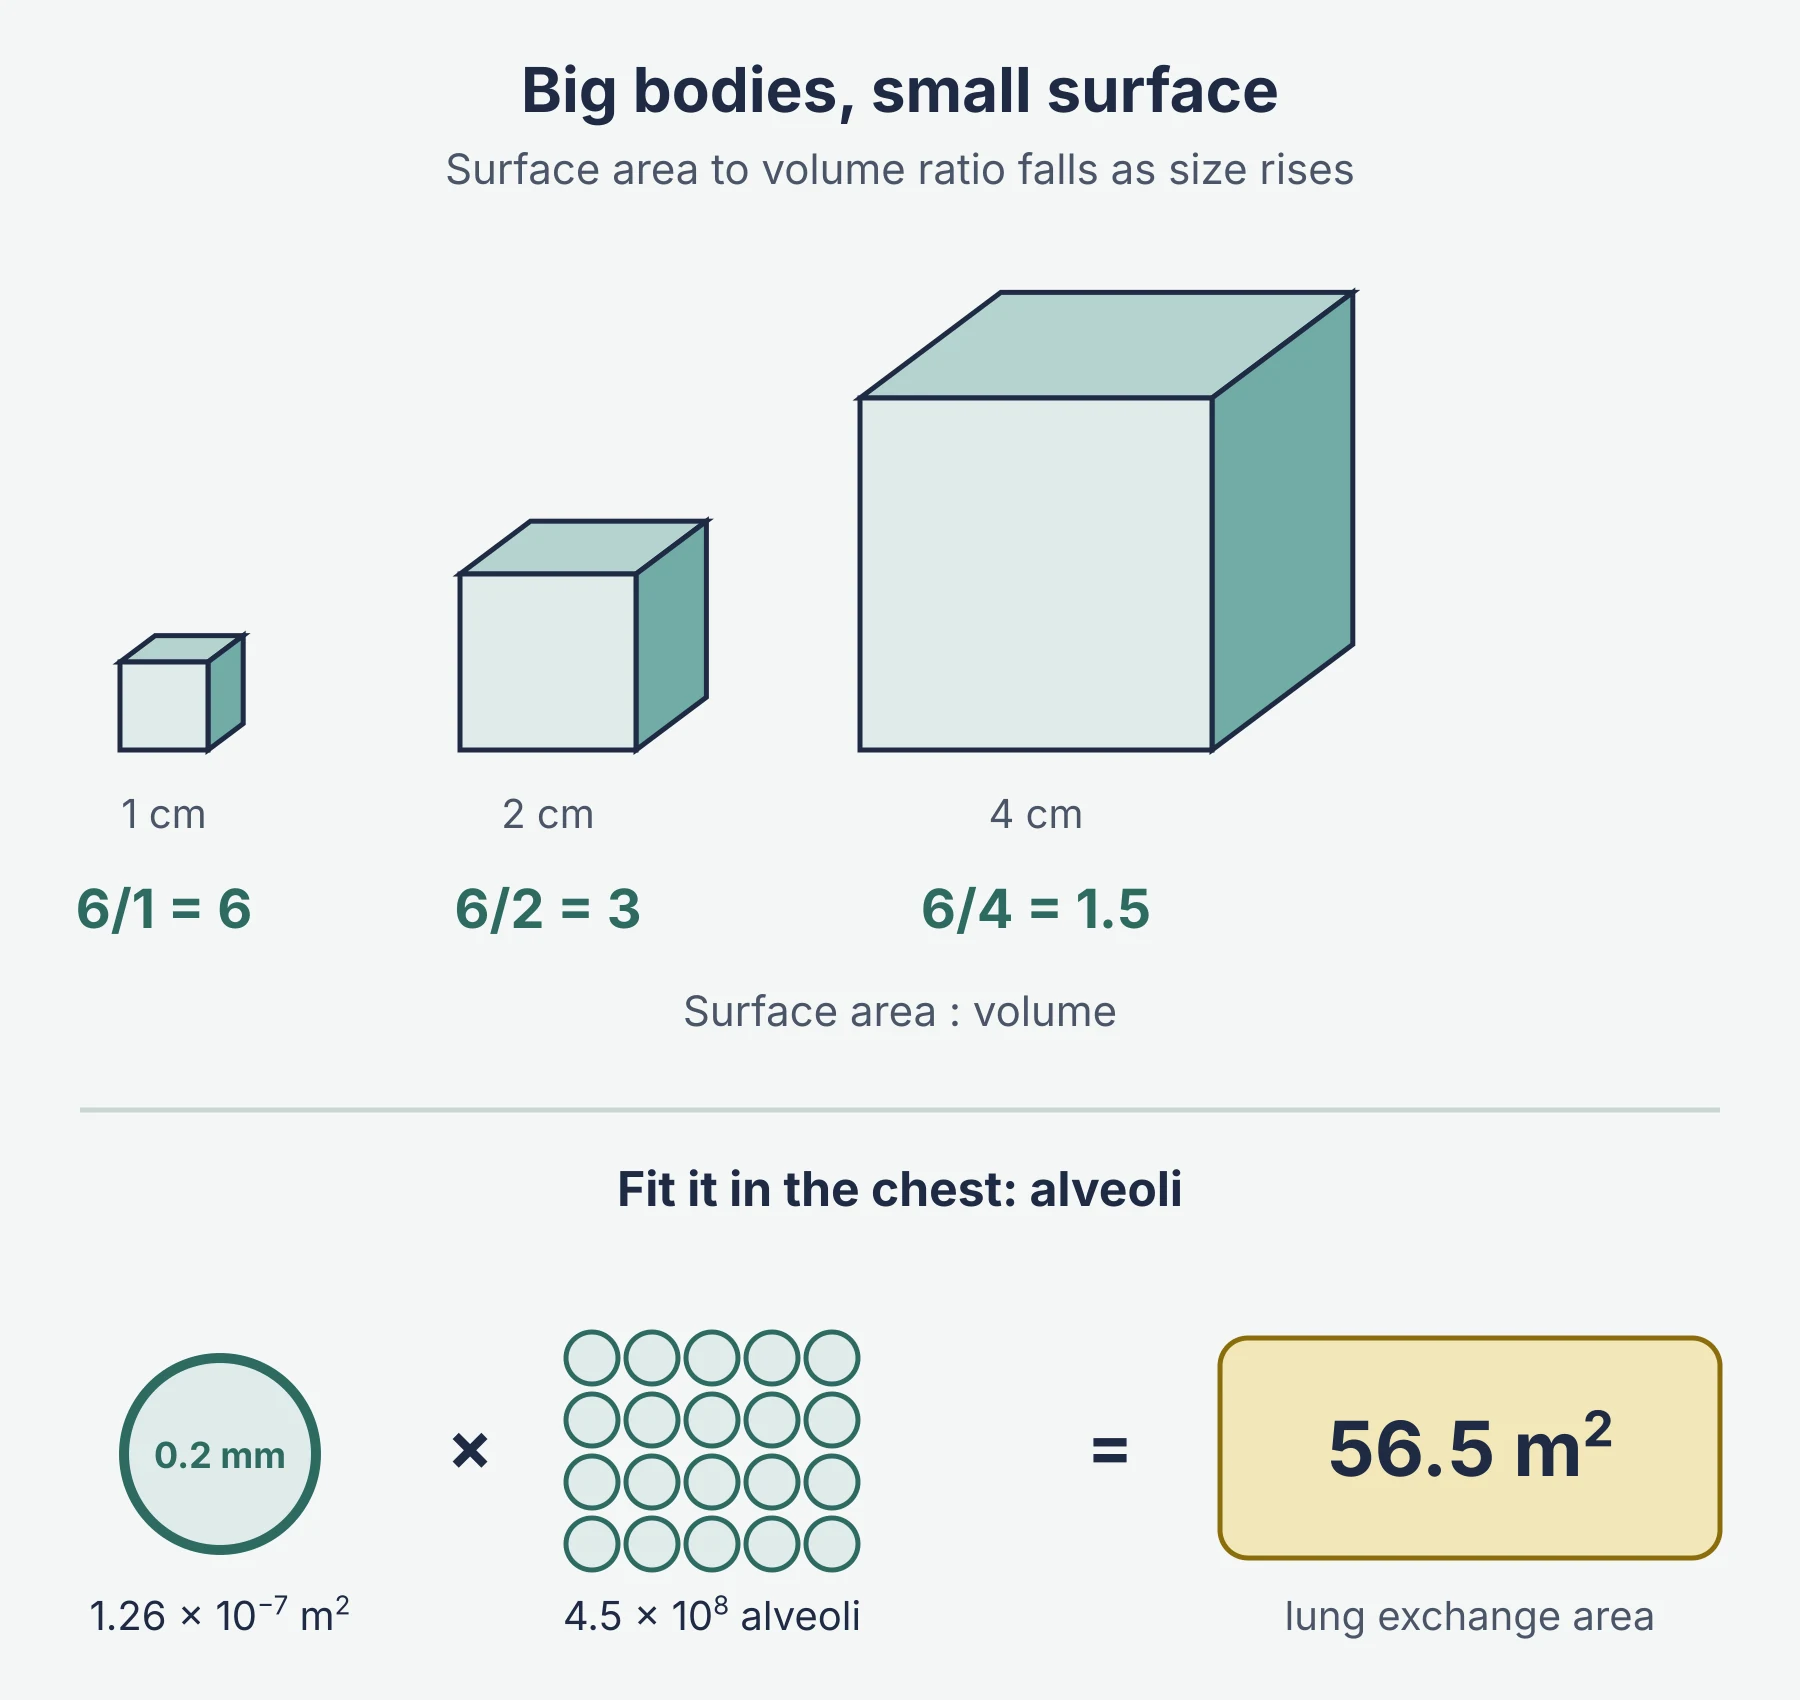 Big bodies, small surface
Surface area to volume ratio falls as size rises
1 cm
2 cm
4 cm
6/1 = 6
6/2 = 3
6/4 = 1.5
Surface area : volume
Fit it in the chest: alveoli
0.2 mm
×
=
56.5 m²
1.26 × 10⁻⁷ m²
4.5 × 10⁸ alveoli
lung exchange area